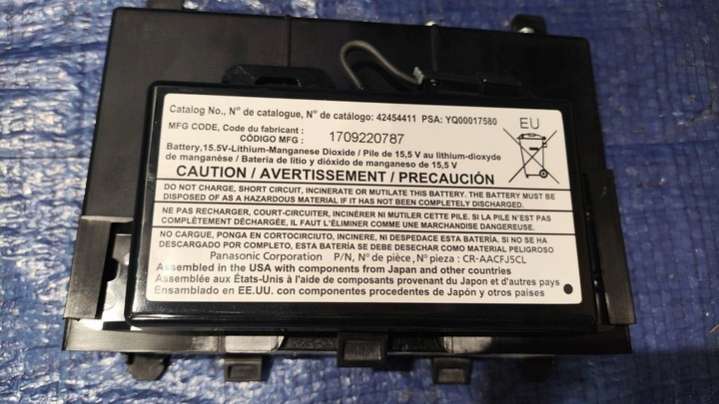 Catalog No., Nº de catalogue, Nº de catálogo: 42454411 PSA: YQ00017580
MFG CODE, Code du fabricant :
CÓDIGO MFG : 1709220787
EU
Battery,15.5V-Lithium-Manganese Dioxide / Pile de 15,5 V au lithium-dioxyde
de manganèse / Bateria de litio y dióxido de manganeso de 15,5 V
CAUTION / AVERTISSEMENT / PRECAUCIÓN
DO NOT RECHARGE, SHORT CIRCUIT, INCINERATE OR MUTILATE THIS BATTERY. THE BATTERY MUST BE
DISPOSED OF AS A HAZARDOUS MATERIAL IF IT HAS NOT BEEN COMPLETELY DISCHARGED.
NE PAS RECHARGER, COURT-CIRCUITER, INCINÉRER NI MUTILER CETTE PILE. SI LA PILE N'EST PAS
COMPLÈTEMENT DÉCHARGÉE, IL FAUT L'ÉLIMINER COMME UNE MARCHANDISE DANGEREUSE.
NO CARGUE, PONGA EN CORTOCIRCUITO, INCINERE, NI DESPEDACE ESTA BATERÍA. SI NO SE HA
DESCARGADO POR COMPLETO, ESTA BATERÍA SE DEBE DESECHAR COMO MATERIAL PELIGROSO
Panasonic Corporation P/N, Nº de pièce, Nº pieza : CR-AACFJ5CL
Assembled in the USA with components from Japan and other countries
Assemblée aux États-Unis à l'aide de composants provenant du Japon et d'autres pays
Ensamblado en EE.UU. con componentes procedentes de Japón y otros países